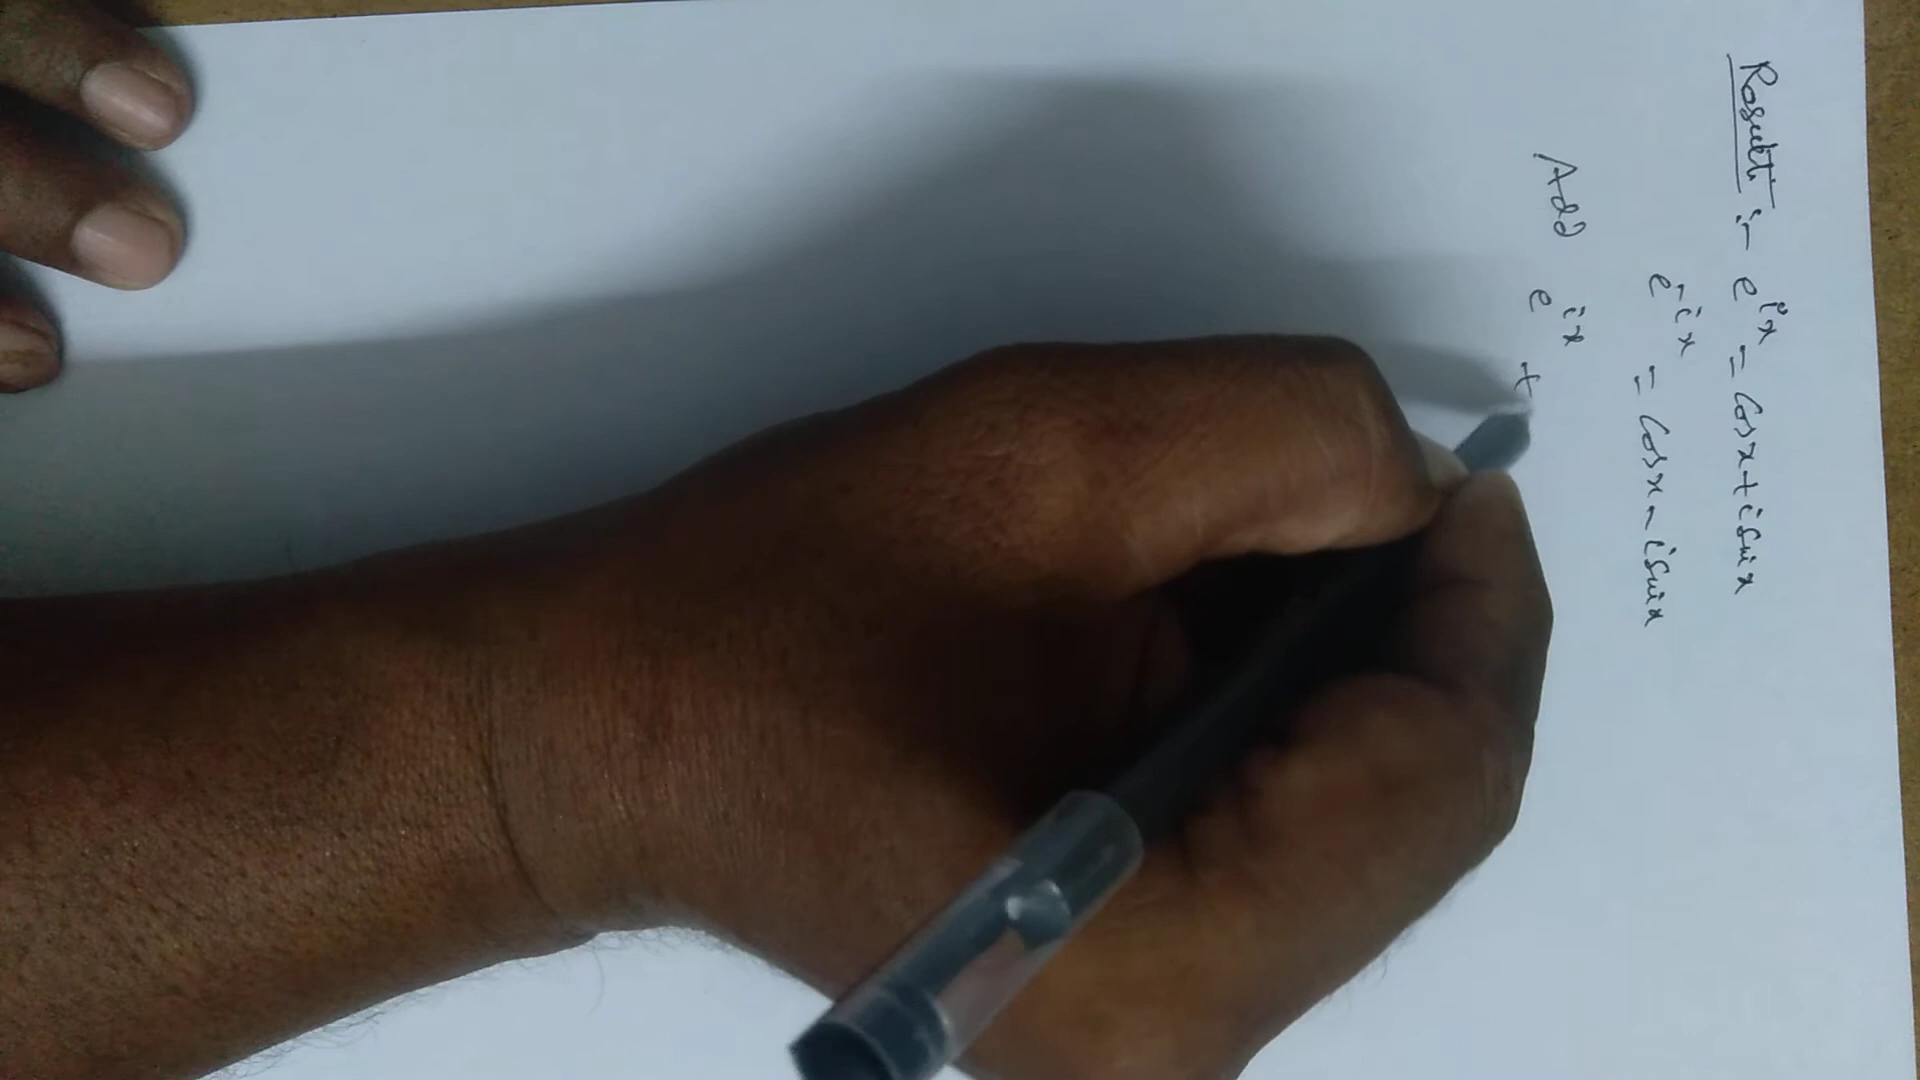 Result :- e^{ix} = cosx + i sinx
e^{-ix} = cosx - i sinx
Add e^{ix} +